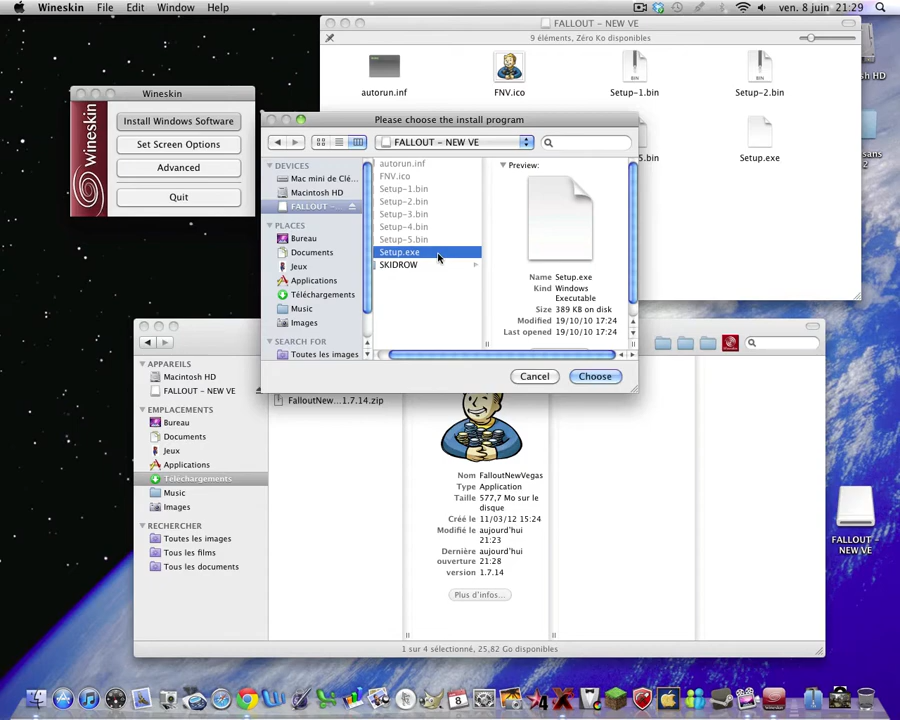 Wineskin File Edit Window Help
ven. 8 juin 21:29
FALLOUT – NEW VE
9 éléments, Zéro Ko disponibles
autorun.inf
FNV.ico
Setup-1.bin
Setup-2.bin
Setup.exe
Wineskin
Wineskin
Install Windows Software
Set Screen Options
Advanced
Quit
Please choose the install program
FALLOUT – NEW VE
DEVICES
Mac mini de Clé...
Macintosh HD
FALLOUT –
PLACES
Bureau
Documents
Jeux
Applications
Téléchargements
Music
Images
SEARCH FOR
Toutes les images
autorun.inf
FNV.ico
Setup-1.bin
Setup-2.bin
Setup-3.bin
Setup-4.bin
Setup-5.bin
Setup.exe
SKIDROW
Preview:
Name Setup.exe
Kind Windows
Executable
Size 389 KB on disk
Modified 19/10/10 17:24
Last opened 19/10/10 17:24
Cancel
Choose
APPAREILS
Macintosh HD
FALLOUT – NEW VE
EMPLACEMENTS
Bureau
Documents
Jeux
Applications
Téléchargements
Music
Images
RECHERCHER
Toutes les images
Tous les films
Tous les documents
FalloutNew...1.7.14.zip
Nom FalloutNewVegas
Type Application
Taille 577,7 Mo sur le
disque
Créé le 11/03/12 15:24
Modifié le aujourd'hui
21:23
Dernière aujourd'hui
ouverture 21:28
version 1.7.14
Plus d'infos...
1 sur 4 sélectionné, 25,82 Go disponibles
FALLOUT –
NEW VE